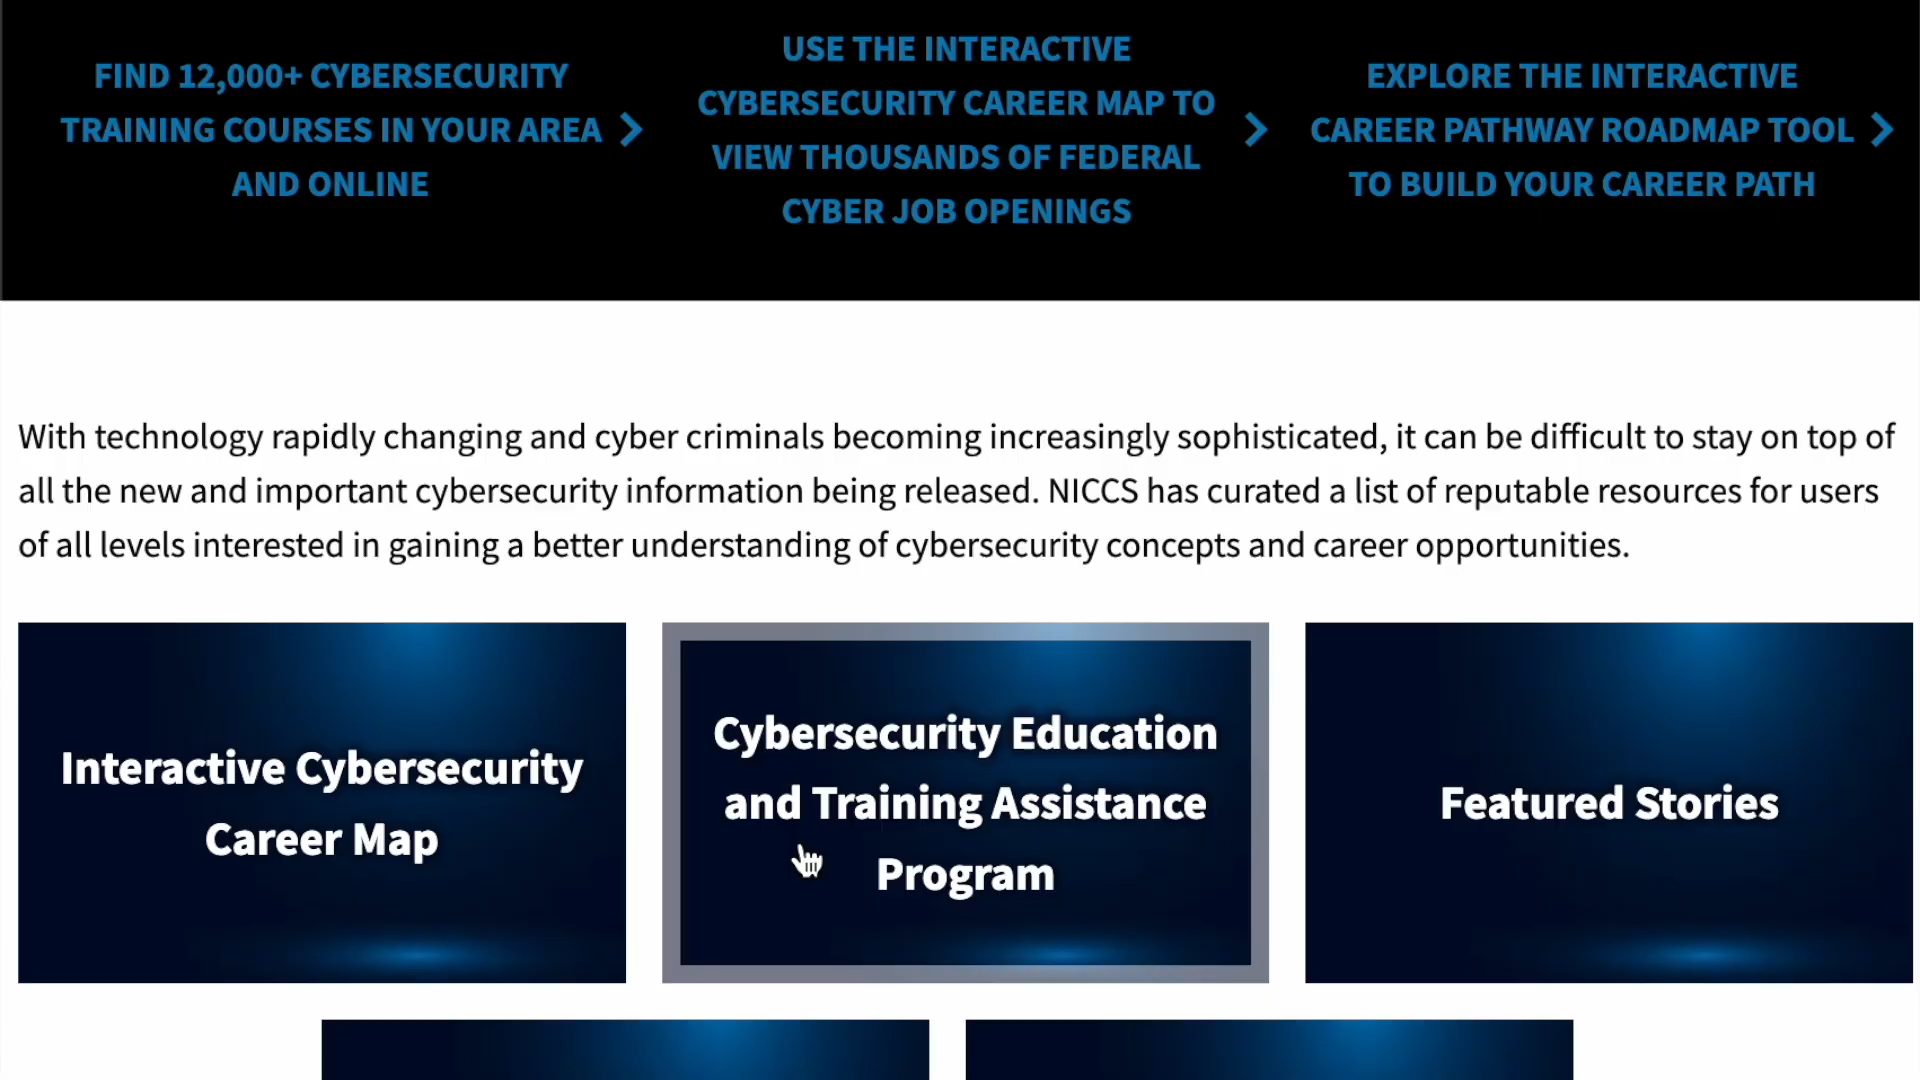 FIND 12,000+ CYBERSECURITY
TRAINING COURSES IN YOUR AREA
AND ONLINE
USE THE INTERACTIVE
CYBERSECURITY CAREER MAP TO
VIEW THOUSANDS OF FEDERAL
CYBER JOB OPENINGS
EXPLORE THE INTERACTIVE
CAREER PATHWAY ROADMAP TOOL
TO BUILD YOUR CAREER PATH
With technology rapidly changing and cyber criminals becoming increasingly sophisticated, it can be difficult to stay on top of
all the new and important cybersecurity information being released. NICCS has curated a list of reputable resources for users
of all levels interested in gaining a better understanding of cybersecurity concepts and career opportunities.
Interactive Cybersecurity
Career Map
Cybersecurity Education
and Training Assistance
Program
Featured Stories